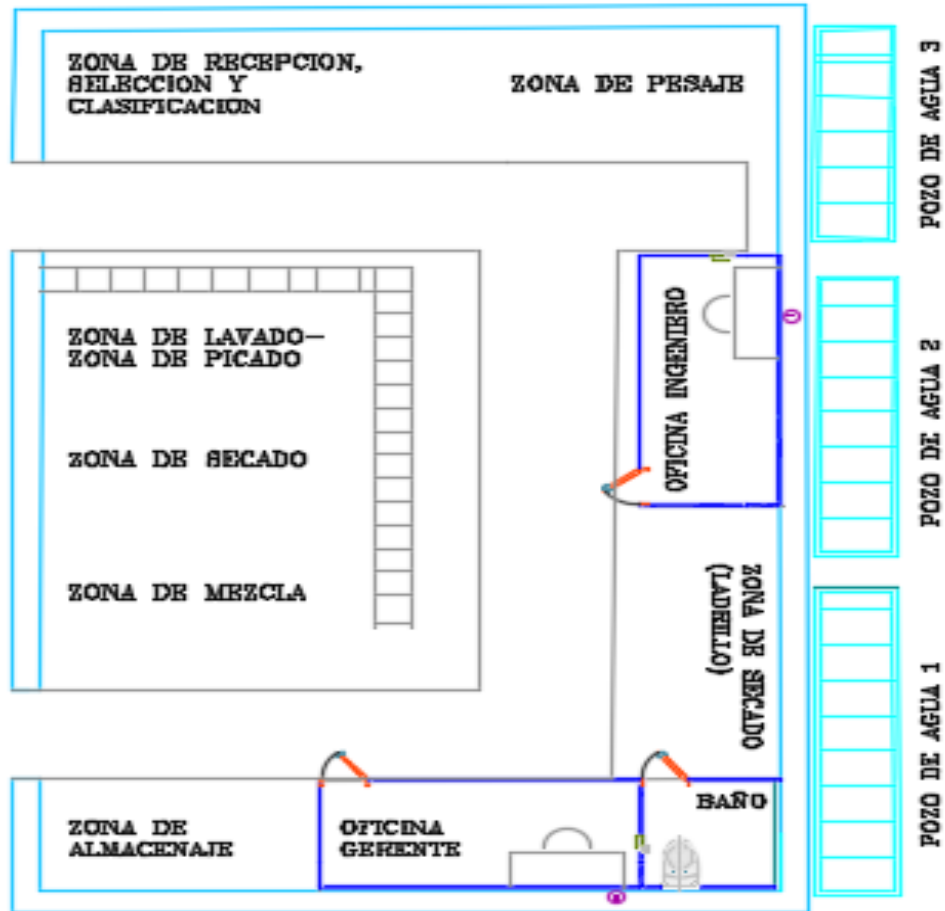 ZONA DE RECEPCION,
SELECCION Y
CLASIFICACION
ZONA DE PESAJE
POZO DE AGUA 3
ZONA DE LAVADO-
ZONA DE PICADO
OFICINA INGENIERO
POZO DE AGUA 2
ZONA DE SECADO
ZONA DE MEZCLA
ZONA DE SECADO
(LADRILLO)
POZO DE AGUA 1
ZONA DE
ALMACENAJE
OFICINA
GERENTE
BAÑO